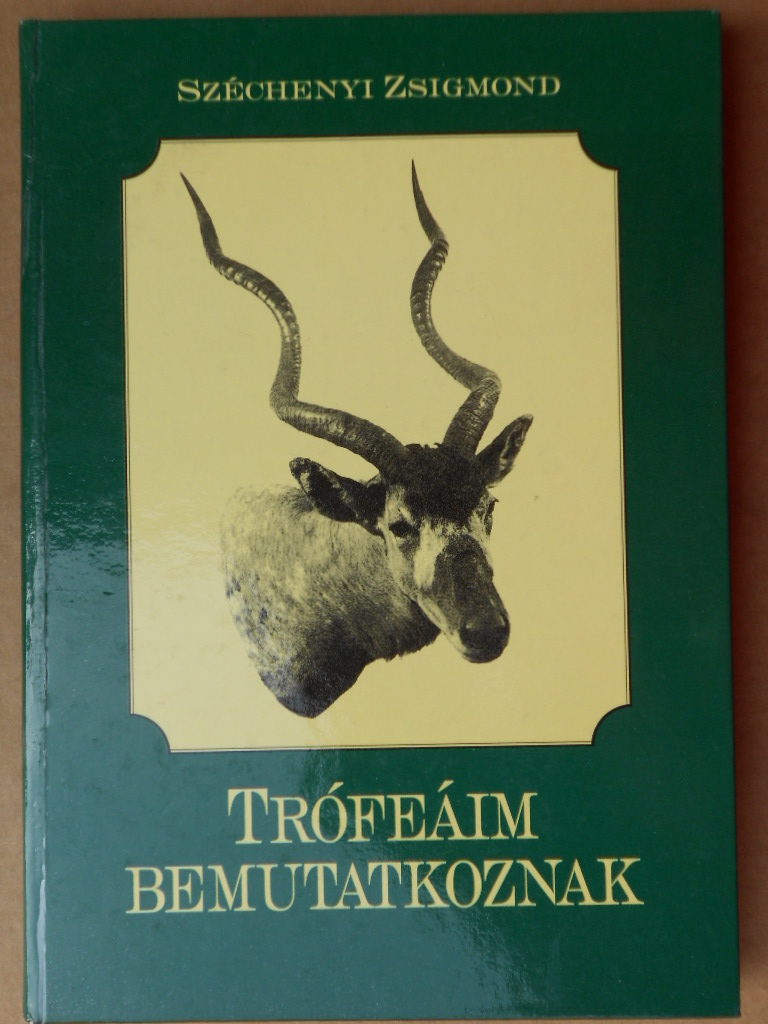 SZÉCHENYI ZSIGMOND
TRÓFEÁIM
BEMUTATKOZNAK